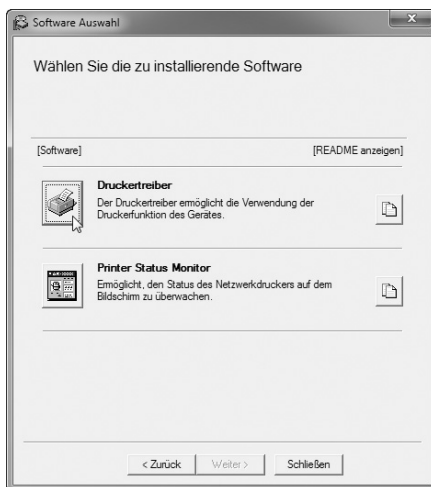 Software Auswahl
Wählen Sie die zu installierende Software
[Software] [README anzeigen]
Druckertreiber
Der Druckertreiber ermöglicht die Verwendung der
Druckerfunktion des Gerätes.
Printer Status Monitor
Ermöglicht, den Status des Netzwerkdruckers auf dem
Bildschim zu überwachen.
< Zurück Weiter > Schließen